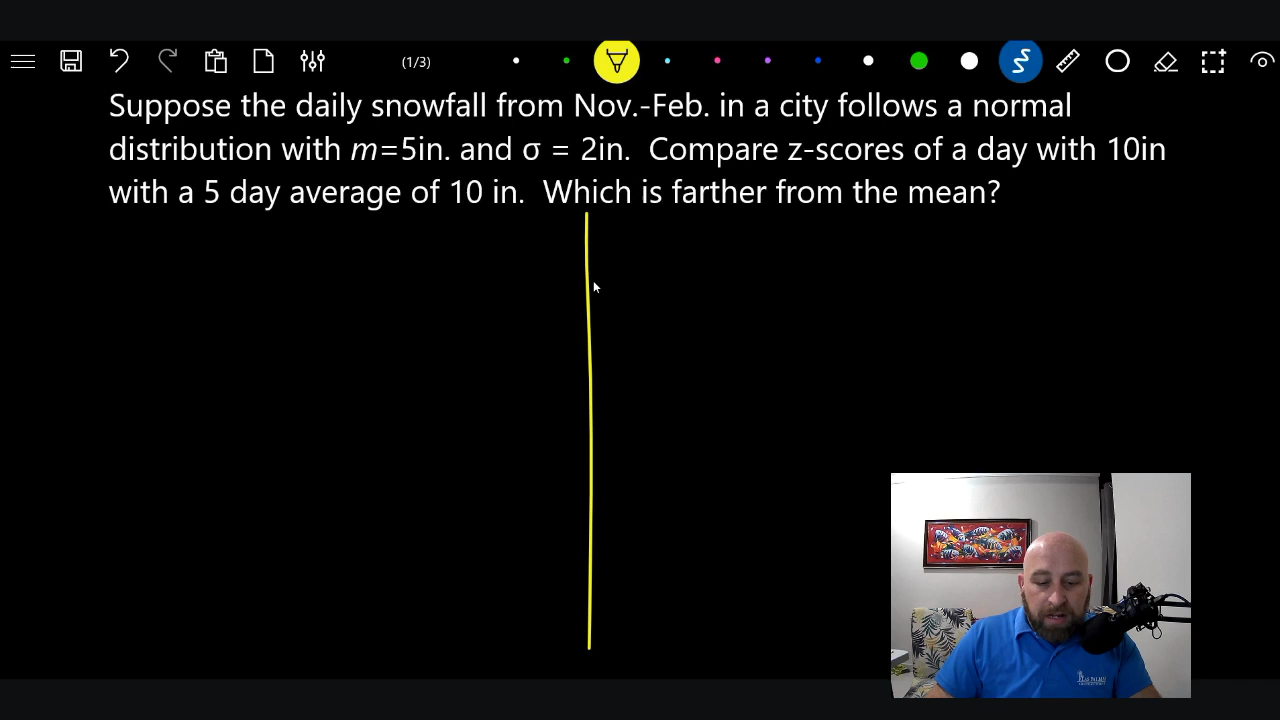 (1/3)
Suppose the daily snowfall from Nov.-Feb. in a city follows a normal
distribution with m=5in. and σ = 2in.  Compare z-scores of a day with 10in
with a 5 day average of 10 in.  Which is farther from the mean?